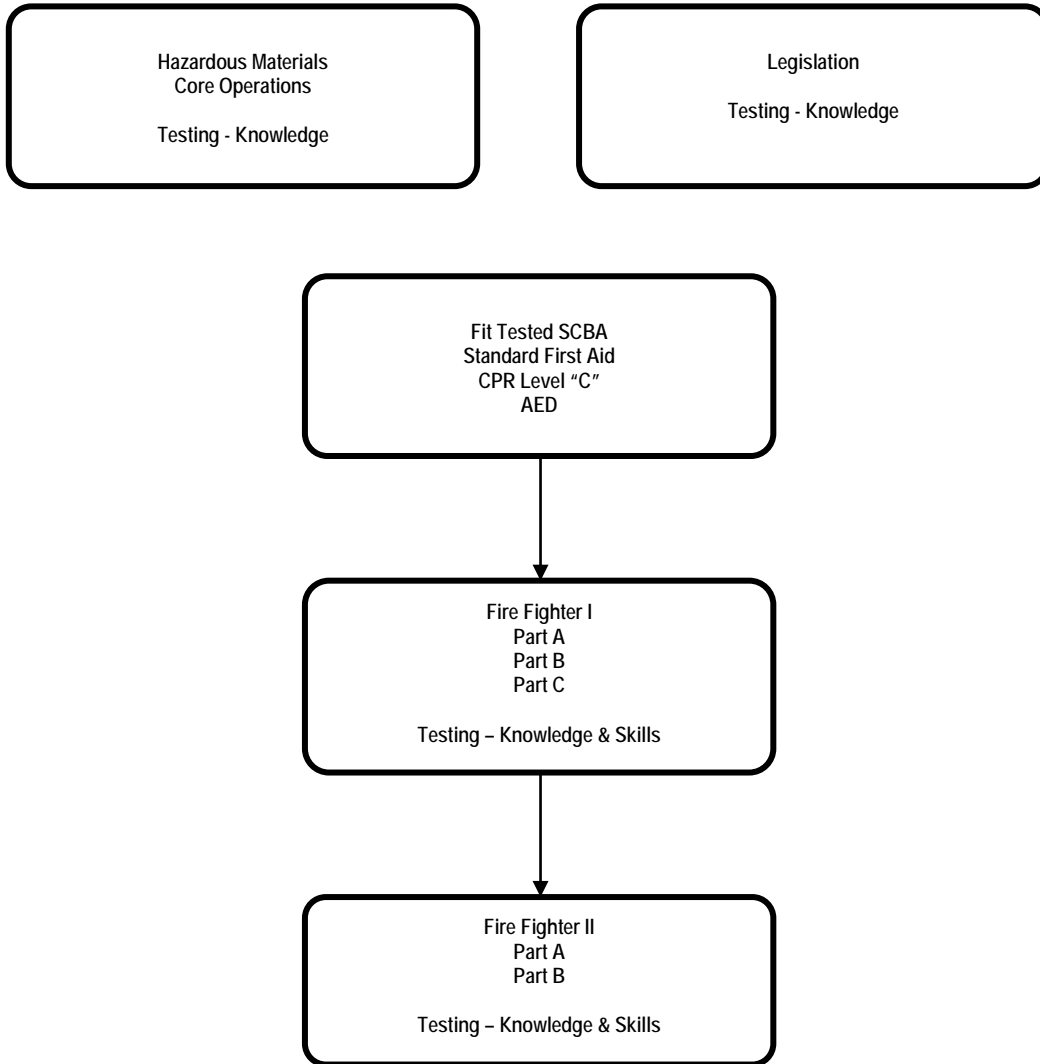 Hazardous Materials
Core Operations
Testing - Knowledge
Legislation
Testing - Knowledge
Fit Tested SCBA
Standard First Aid
CPR Level “C”
AED
Fire Fighter I
Part A
Part B
Part C
Testing – Knowledge & Skills
Fire Fighter II
Part A
Part B
Testing – Knowledge & Skills